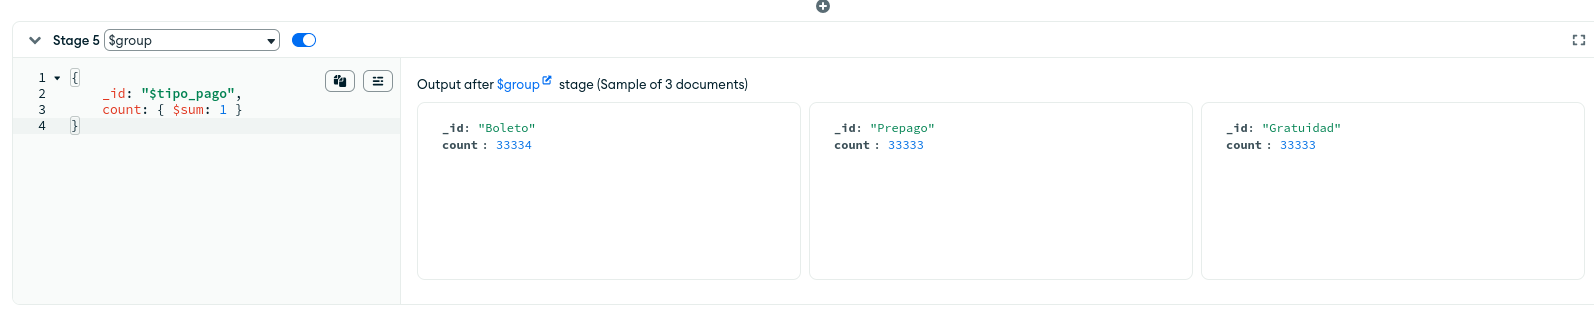 Stage 5 $group
1 {
2 _id: "$tipo_pago",
3 count: { $sum: 1 }
4 }
Output after $group stage (Sample of 3 documents)
_id: "Boleto"
count : 33334
_id: "Prepago"
count : 33333
_id: "Gratuidad"
count : 33333